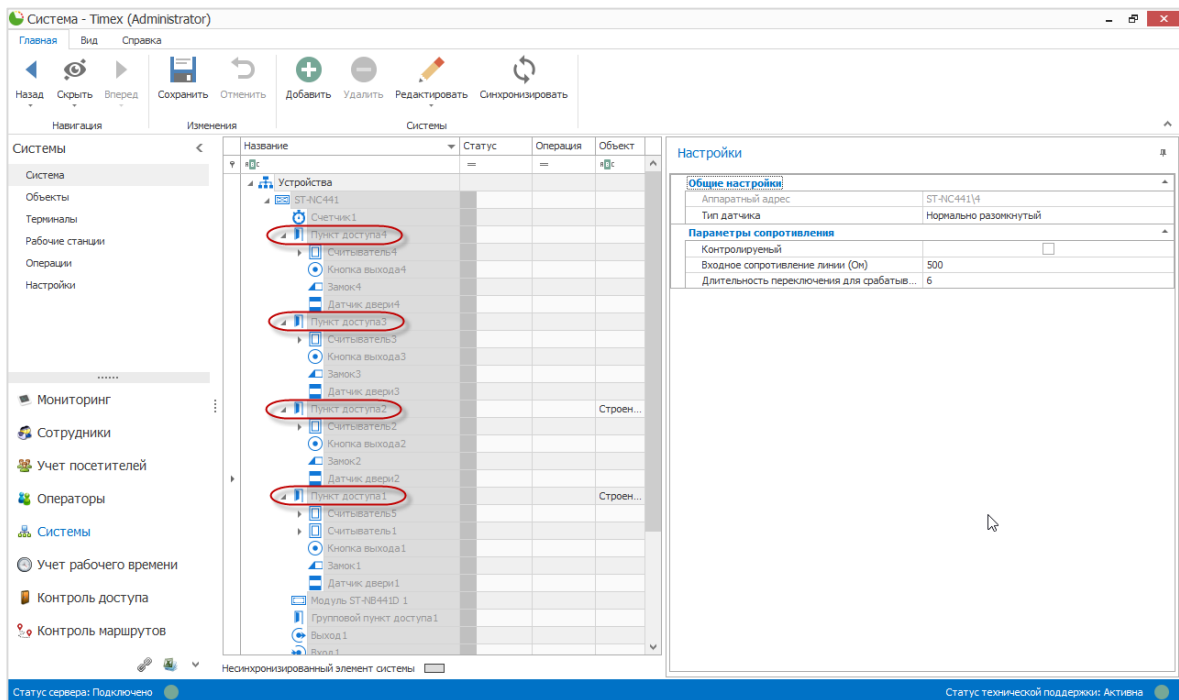 Система - Timex (Administrator)
Главная Вид Справка
Назад Скрыть Вперед Сохранить Отменить Добавить Удалить Редактировать Синхронизировать
Навигация Изменения Системы
Системы
Система
Объекты
Терминалы
Рабочие станции
Операции
Настройки
Мониторинг
Сотрудники
Учет посетителей
Операторы
Системы
Учет рабочего времени
Контроль доступа
Контроль маршрутов
Название Статус Операция Объект
Устройства
ST-NC441
Счетчик1
Пункт доступа4
Считыватель4
Кнопка выхода4
Замок4
Датчик двери4
Пункт доступа3
Считыватель3
Кнопка выхода3
Замок3
Датчик двери3
Пункт доступа2 Строен...
Считыватель2
Кнопка выхода2
Замок2
Датчик двери2
Пункт доступа1 Строен...
Считыватель5
Считыватель1
Кнопка выхода1
Замок1
Датчик двери1
Модуль ST-NB441D 1
Групповой пункт доступа1
Выход1
Вход1
Несинхронизированный элемент системы
Настройки
Общие настройки
Аппаратный адрес ST-NC441\4
Тип датчика Нормально разомкнутый
Параметры сопротивления
Контролируемый
Входное сопротивление линии (Ом) 500
Длительность переключения для срабатыв... 6
Статус сервера: Подключено Статус технической поддержки: Активна